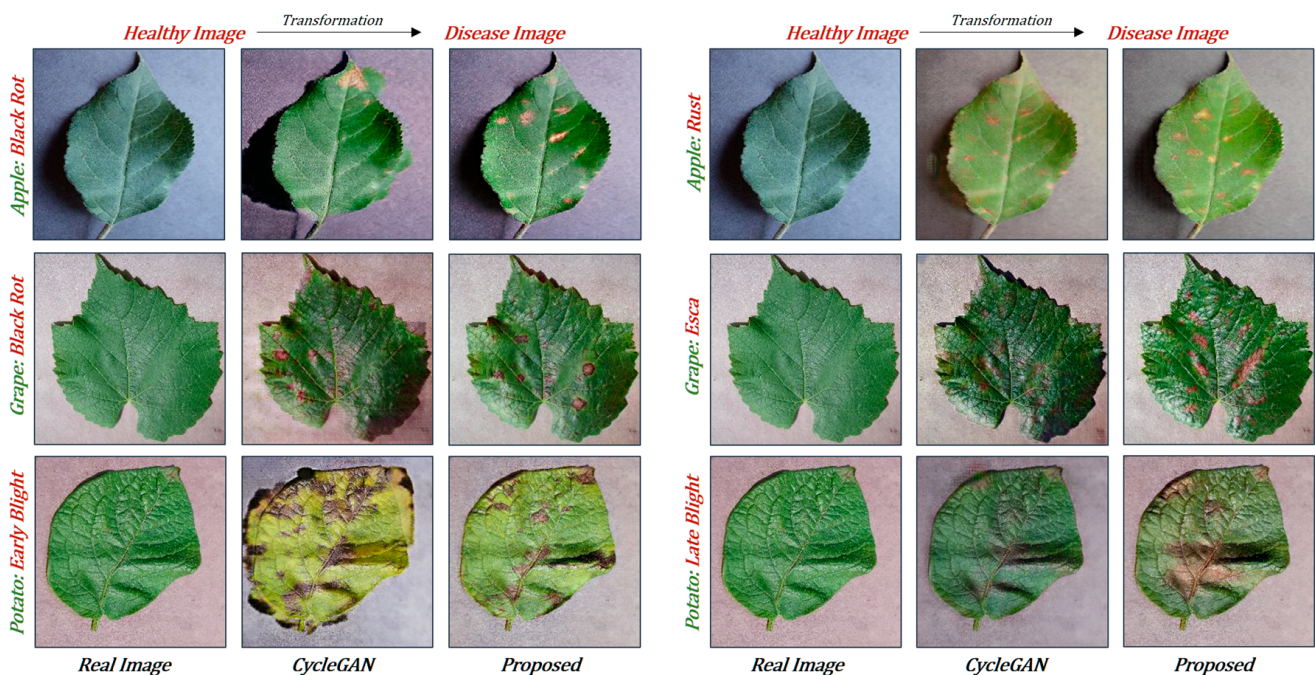 Transformation
Healthy Image
Disease Image
Apple: Black Rot
Grape: Black Rot
Potato: Early Blight
Real Image
CycleGAN
Proposed
Transformation
Healthy Image
Disease Image
Apple: Rust
Grape: Esca
Potato: Late Blight
Real Image
CycleGAN
Proposed